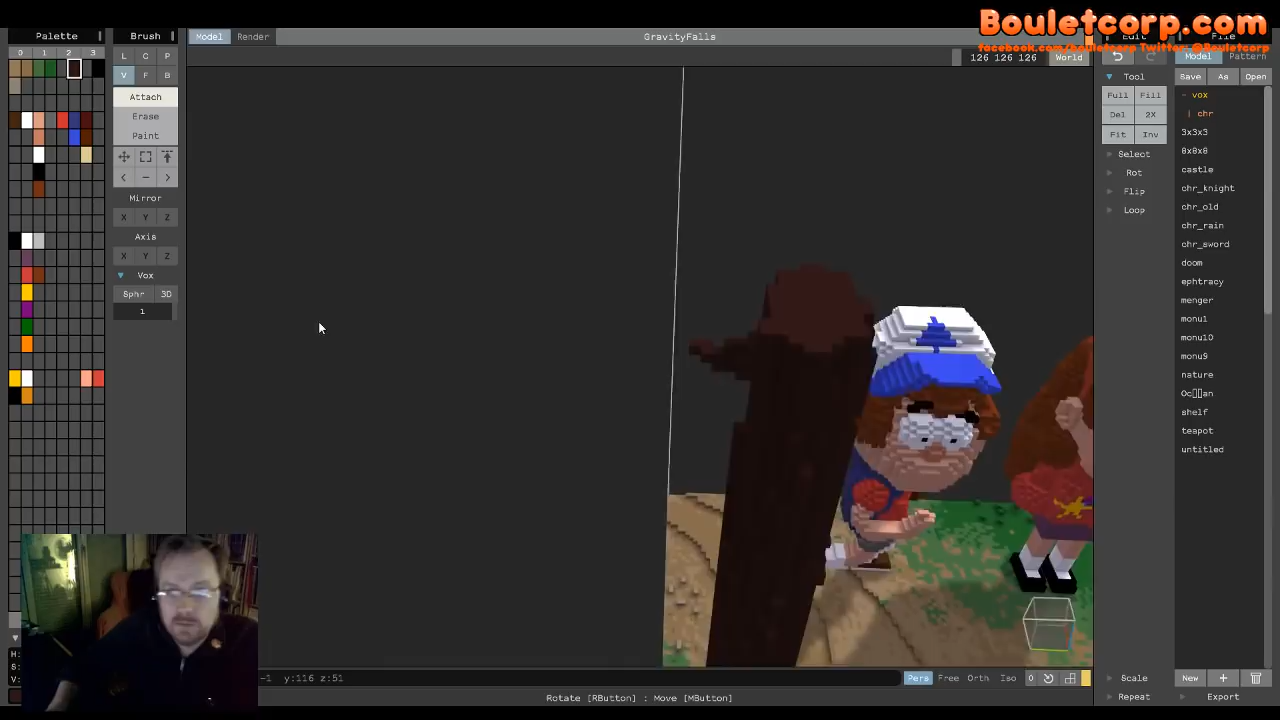 Bouletcorp.com
facebook.com/bouletcorp Twitter: @Bouletcorp
Palette
Brush
Model
Render
GravityFalls
Edit
File
0 1 2 3
L C P
126 126 126
World
Model
Pattern
V F B
Tool
Save
As
Open
Attach
Full
Fill
- vox
Erase
Del
2X
| chr
Paint
Fit
Inv
3x3x3
Select
8x8x8
castle
< - >
Rot
chr_knight
Mirror
Flip
chr_old
X Y Z
Loop
chr_rain
Axis
chr_sword
X Y Z
doom
Vox
ephtracy
Sphr
3D
menger
1
monu1
monu10
monu9
nature
shelf
teapot
untitled
H:
S:
V:
-1 y:116 z:51
Pers
Free
Orth
Iso
0
Scale
New
+
Rotate [RButton] : Move [MButton]
Repeat
Export